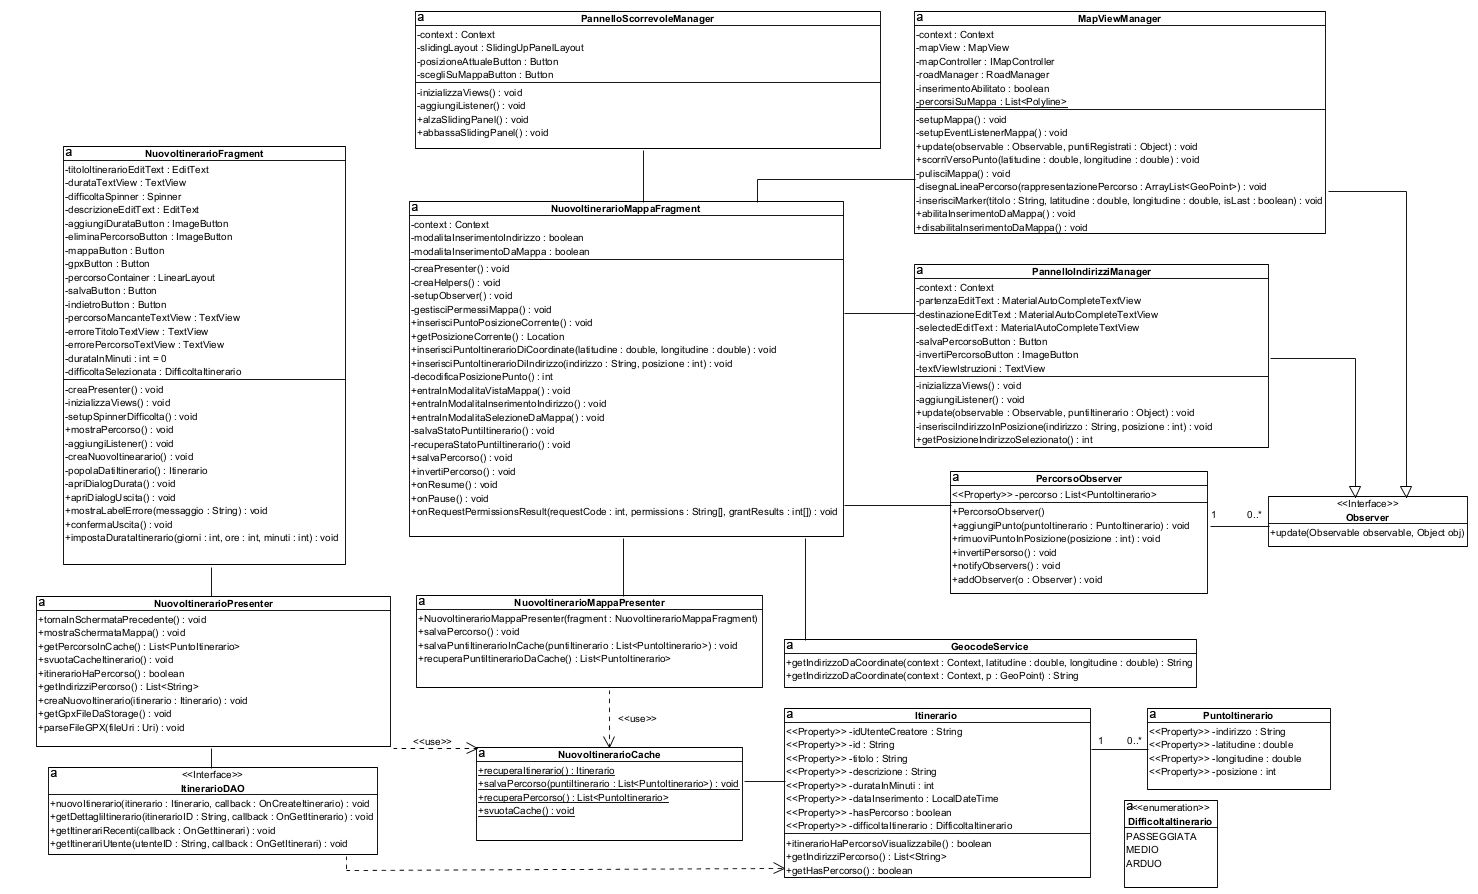 a
PannelloScorrevoleManager
-context : Context
-slidingLayout : SlidingUpPanelLayout
-posizioneAttualeButton : Button
-scegliSuMappaButton : Button
-inizializzaViews() : void
-aggiungiListener() : void
+alzaSlidingPanel() : void
+abbassaSlidingPanel() : void
a
MapViewManager
-context : Context
-mapView : MapView
-mapController : IMapController
-roadManager : RoadManager
-inserimentoAbilitato : boolean
-percorsiSuMappa : List<Polyline>
-setupMappa() : void
-setupEventListenerMappa() : void
+update(observable : Observable, puntiRegistrati : Object) : void
+scorriVersoPunto(latitudine : double, longitudine : double) : void
-pulisciMappa() : void
-disegnaLineaPercorso(rappresentazionePercorso : ArrayList<GeoPoint>) : void
-inserisciMarker(titolo : String, latitudine : double, longitudine : double, isLast : boolean) : void
+abilitaInserimentoDaMappa() : void
+disabilitaInserimentoDaMappa() : void
a
NuovoItinerarioFragment
-titoloItinerarioEditText : EditText
-durataTextView : TextView
-difficoltaSpinner : Spinner
-descrizioneEditText : EditText
-aggiungiDurataButton : ImageButton
-eliminaPercorsoButton : ImageButton
-mappaButton : Button
-gpxButton : Button
-percorsoContainer : LinearLayout
-salvaButton : Button
-indietroButton : Button
-percorsoMancanteTextView : TextView
-erroreTitoloTextView : TextView
-errorePercorsoTextView : TextView
-durataInMinuti : int = 0
-difficoltaSelezionata : DifficoltaItinerario
-creaPresenter() : void
-inizializzaViews() : void
-setupSpinnerDifficolta() : void
+mostraPercorso() : void
-aggiungiListener() : void
-creaNuovoItinearario() : void
-popolaDatiItinerario() : Itinerario
-apriDialogDurata() : void
+apriDialogUscita() : void
+mostraLabelErrore(messaggio : String) : void
+confermaUscita() : void
+impostaDurataItinerario(giorni : int, ore : int, minuti : int) : void
a
NuovoItinerarioMappaFragment
-context : Context
-modalitaInserimentoIndirizzo : boolean
-modalitaInserimentoDaMappa : boolean
-creaPresenter() : void
-creaHelpers() : void
-setupObserver() : void
-gestisciPermessiMappa() : void
+inserisciPuntoPosizioneCorrente() : void
+getPosizioneCorrente() : Location
+inserisciPuntoItinerarioDiCoordinate(latitudine : double, longitudine : double) : void
+inserisciPuntoItinerarioDiIndirizzo(indirizzo : String, posizione : int) : void
-decodificaPosizionePunto() : int
+entraInModalitaVistaMappa() : void
+entraInModalitaInserimentoIndirizzo() : void
+entraInModalitaSelezioneDaMappa() : void
-salvaStatoPuntiItinerario() : void
-recuperaStatoPuntiItinerario() : void
+salvaPercorso() : void
+invertiPercorso() : void
+onResume() : void
+onPause() : void
+onRequestPermissionsResult(requestCode : int, permissions : String[], grantResults : int[]) : void
a
PannelloIndirizziManager
-context : Context
-partenzaEditText : MaterialAutoCompleteTextView
-destinazioneEditText : MaterialAutoCompleteTextView
-selectedEditText : MaterialAutoCompleteTextView
-salvaPercorsoButton : Button
-invertiPercorsoButton : ImageButton
-textViewIstruzioni : TextView
-inizializzaViews() : void
-aggiungiListener() : void
+update(observable : Observable, puntiItinerario : Object) : void
-inserisciIndirizzoInPosizione(indirizzo : String, posizione : int) : void
+getPosizioneIndirizzoSelezionato() : int
a
PercorsoObserver
<<Property>> -percorso : List<PuntoItinerario>
+PercorsoObserver()
+aggiungiPunto(puntoItinerario : PuntoItinerario) : void
+rimuoviPuntoInPosizione(posizione : int) : void
+invertiPersorso() : void
+notifyObservers() : void
+addObserver(o : Observer) : void
1
0..*
<<Interface>>
Observer
+update(Observable observable, Object obj)
a
NuovoItinerarioPresenter
+tornaInSchermataPrecedente() : void
+mostraSchermataMappa() : void
+getPercorsoInCache() : List<PuntoItinerario>
+svuotaCacheItinerario() : void
+itinerarioHaPercorso() : boolean
+getIndirizziPercorso() : List<String>
+creaNuovoItinerario(itinerario : Itinerario) : void
+getGpxFileDaStorage() : void
+parseFileGPX(fileUri : Uri) : void
a
NuovoItinerarioMappaPresenter
+NuovoItinerarioMappaPresenter(fragment : NuovoItinerarioMappaFragment)
+salvaPercorso() : void
+salvaPuntiItinerarioInCache(puntiItinerario : List<PuntoItinerario>) : void
+recuperaPuntiItinerarioDaCache() : List<PuntoItinerario>
a
GeocodeService
+getIndirizzoDaCoordinate(context : Context, latitudine : double, longitudine : double) : String
+getIndirizzoDaCoordinate(context : Context, p : GeoPoint) : String
<<use>>
<<use>>
a
NuovoItinerarioCache
+recuperaItinerario() : Itinerario
+salvaPercorso(puntiItinerario : List<PuntoItinerario>) : void
+recuperaPercorso() : List<PuntoItinerario>
+svuotaCache() : void
a
Itinerario
<<Property>> -idUtenteCreatore : String
<<Property>> -id : String
<<Property>> -titolo : String
<<Property>> -descrizione : String
<<Property>> -durataInMinuti : int
<<Property>> -dataInserimento : LocalDateTime
<<Property>> -hasPercorso : boolean
<<Property>> -difficoltaItinerario : DifficoltaItinerario
+itinerarioHaPercorsoVisualizzabile() : boolean
+getIndirizziPercorso() : List<String>
+getHasPercorso() : boolean
1
0..*
a
PuntoItinerario
<<Property>> -indirizzo : String
<<Property>> -latitudine : double
<<Property>> -longitudine : double
<<Property>> -posizione : int
a
<<Interface>>
ItinerarioDAO
+nuovoItinerario(itinerario : Itinerario, callback : OnCreateItinerario) : void
+getDettagliItinerario(itinerarioID : String, callback : OnGetItinerario) : void
+getItinerariRecenti(callback : OnGetItinerari) : void
+getItinerariUtente(utenteID : String, callback : OnGetItinerari) : void
a
<<enumeration>>
DifficoltaItinerario
PASSEGGIATA
MEDIO
ARDUO